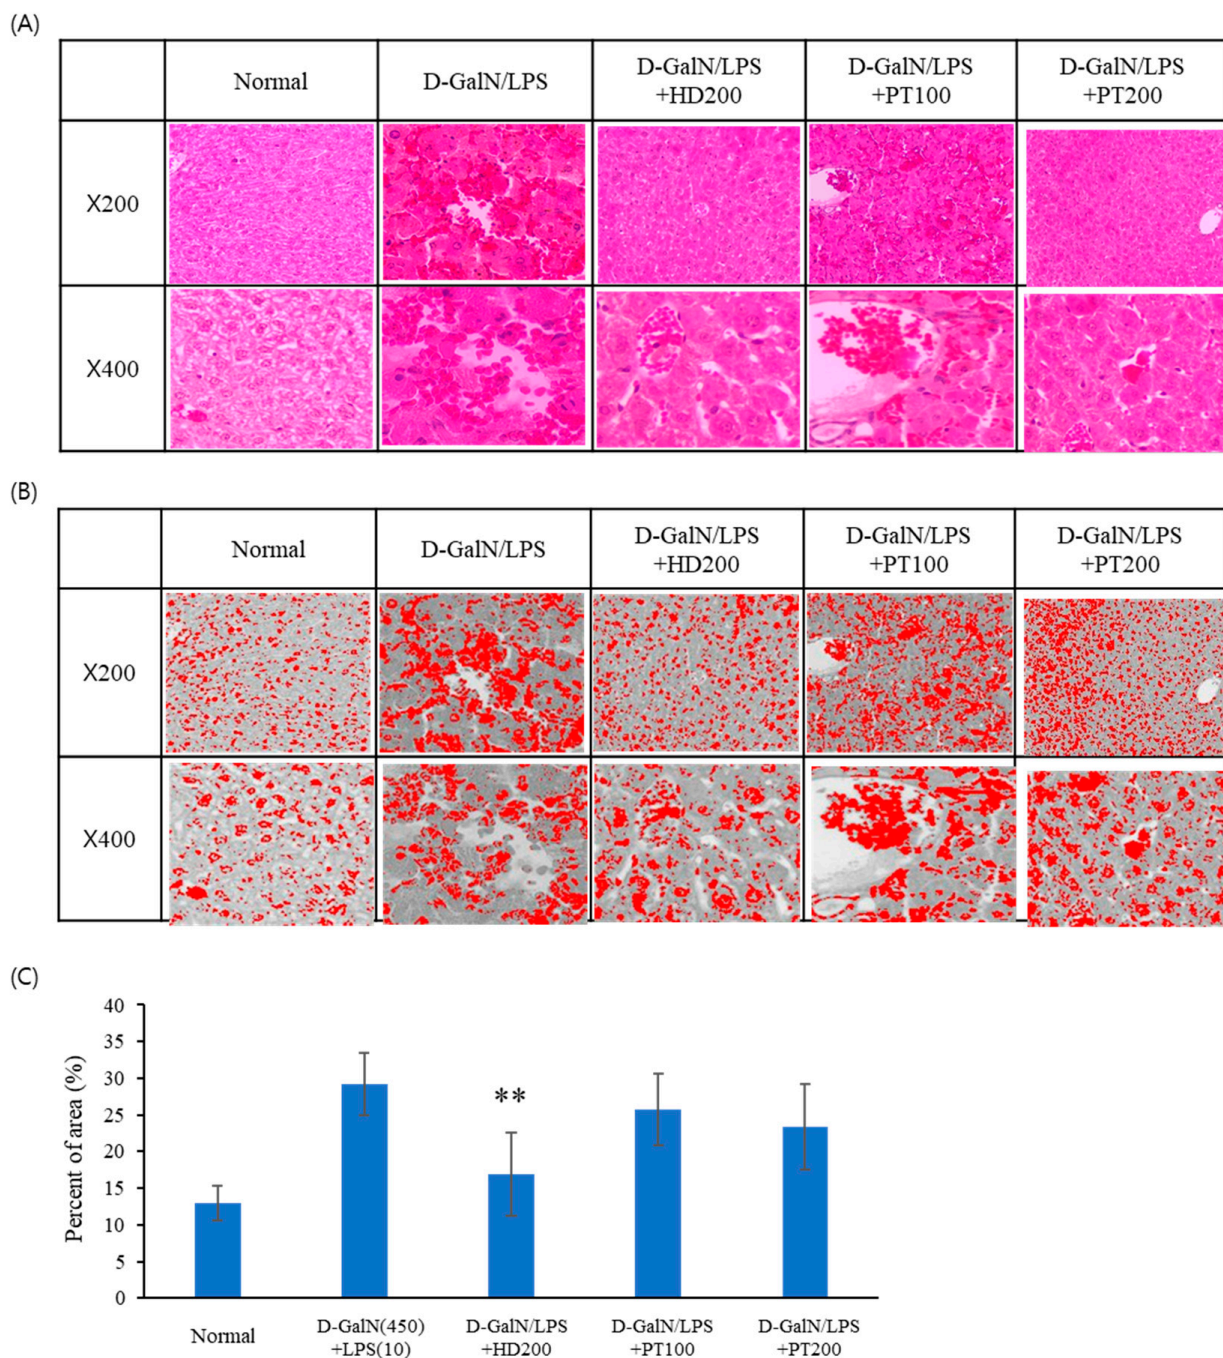 (A)
Normal D-GalN/LPS D-GalN/LPS D-GalN/LPS D-GalN/LPS
+HD200 +PT100 +PT200
X200
X400
(B)
Normal D-GalN/LPS D-GalN/LPS D-GalN/LPS D-GalN/LPS
+HD200 +PT100 +PT200
X200
X400
(C)
Percent of area (%)
40
35
30
25
20
15
10
5
0
**
Normal D-GalN(450) D-GalN/LPS D-GalN/LPS D-GalN/LPS
+LPS(10) +HD200 +PT100 +PT200